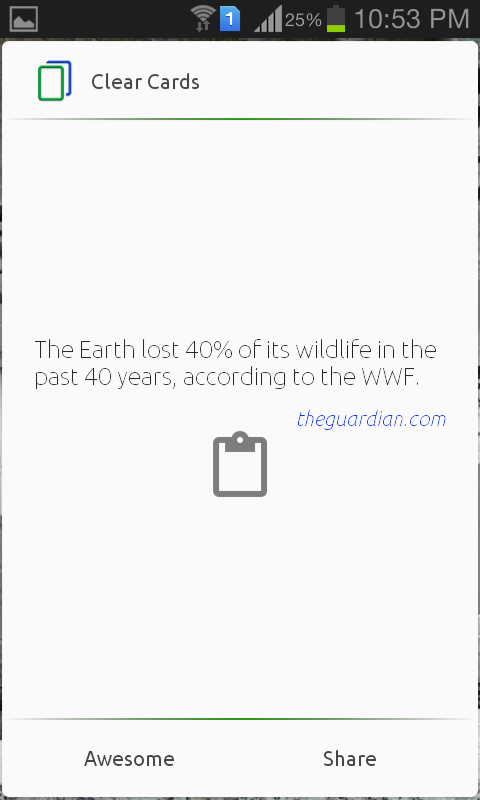 1 25% 10:53 PM
Clear Cards
The Earth lost 40% of its wildlife in the
past 40 years, according to the WWF.
theguardian.com
Awesome Share